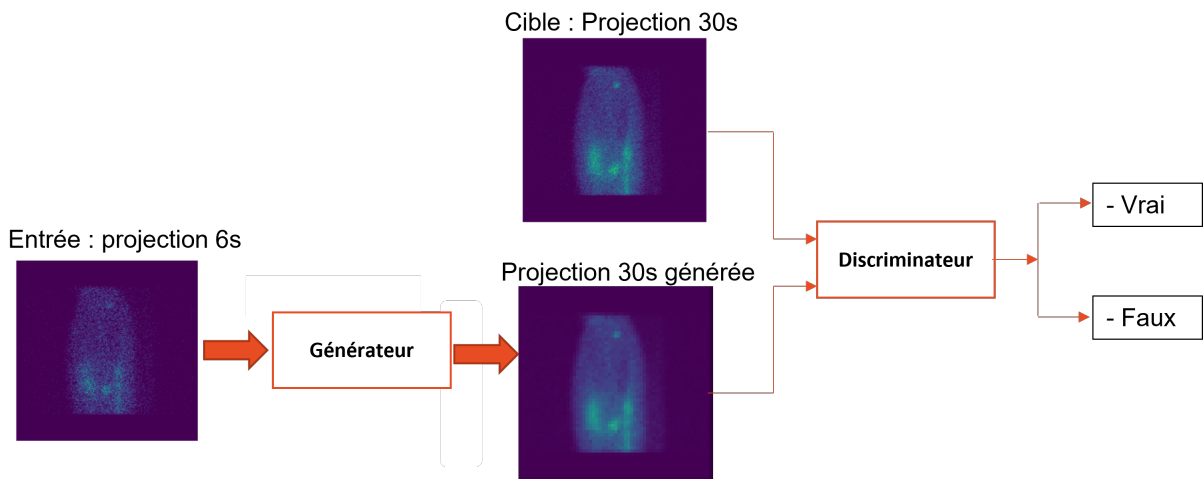 Cible : Projection 30s
Entrée : projection 6s
Projection 30s générée
Générateur
Discriminateur
- Vrai
- Faux